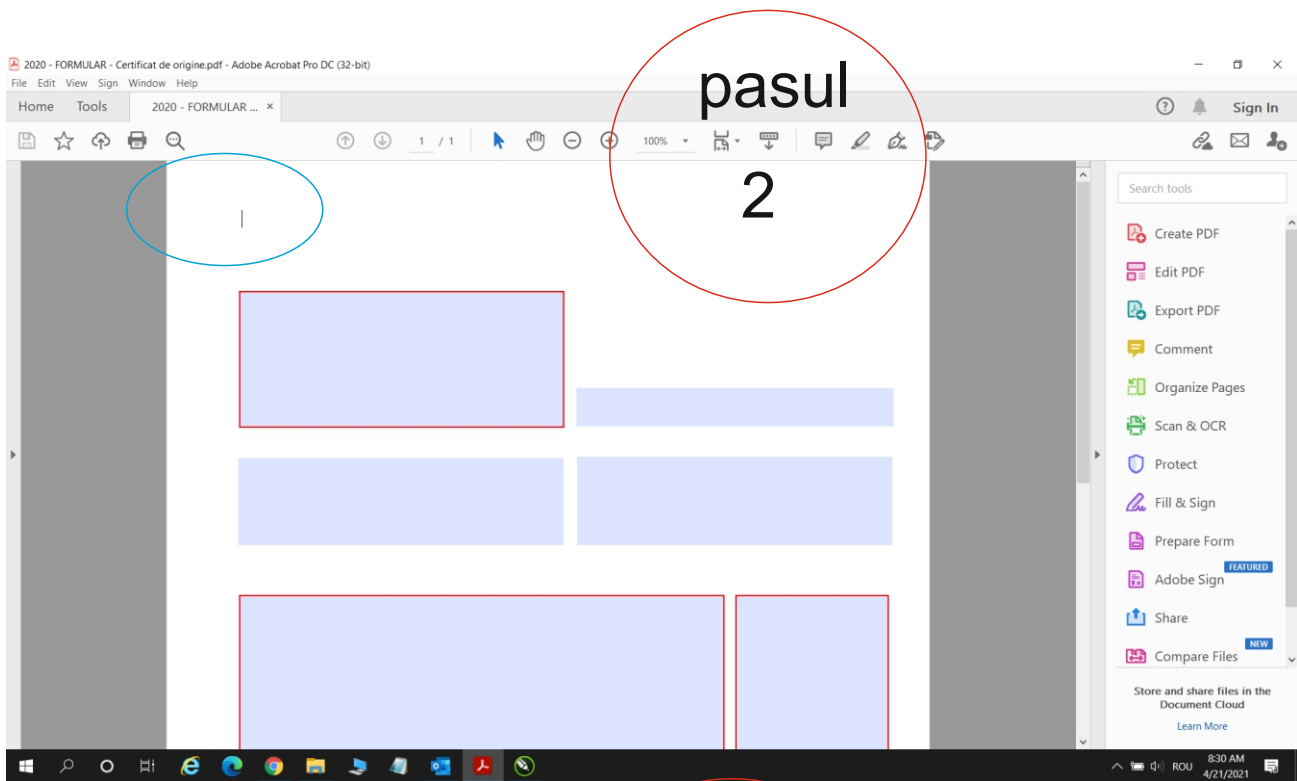 2020 - FORMULAR - Certificat de origine.pdf - Adobe Acrobat Pro DC (32-bit)
File Edit View Sign Window Help
Home Tools 2020 - FORMULAR ... × Sign In
1 / 1 100%
pasul
2
Search tools
Create PDF
Edit PDF
Export PDF
Comment
Organize Pages
Scan & OCR
Protect
Fill & Sign
Prepare Form
FEATURED
Adobe Sign
Share
NEW
Compare Files
Store and share files in the
Document Cloud
Learn More
ROU
8:30 AM
4/21/2021